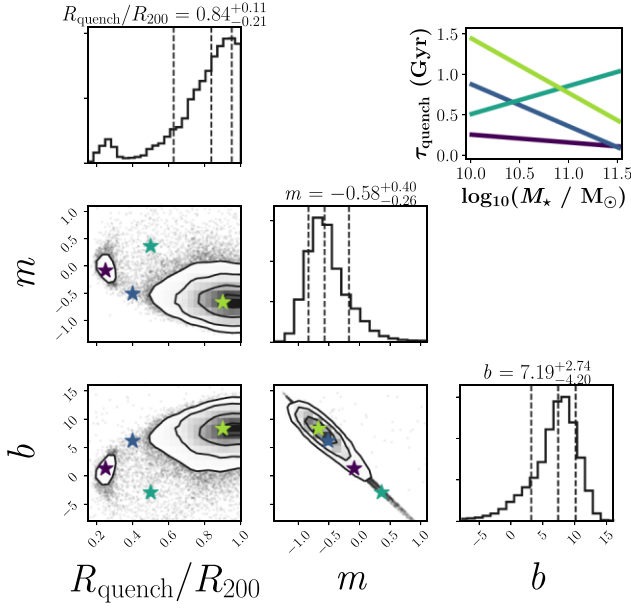 R_quench/R_200 = 0.84^{+0.11}_{-0.21}
τ_quench (Gyr)
1.5
1.0
0.5
0.0
10.0 10.5 11.0 11.5
log10(M⋆ / M⊙)
m = −0.58^{+0.40}_{-0.26}
m
1.0
0.5
0.0
−0.5
−1.0
b = 7.19^{+2.74}_{-4.20}
b
15
10
5
0
−5
0.2 0.4 0.6 0.8 1.0
−1.0 −0.5 0.0 0.5 1.0
−5 0 5 10 15
R_quench/R_200
m
b